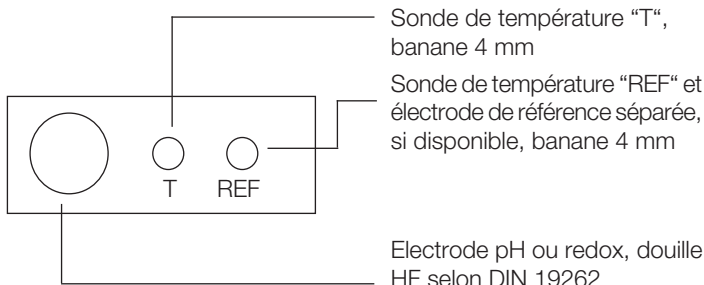 Sonde de température “T“,
banane 4 mm
Sonde de température “REF“ et
électrode de référence séparée,
si disponible, banane 4 mm
T REF
Electrode pH ou redox, douille
HF selon DIN 19262